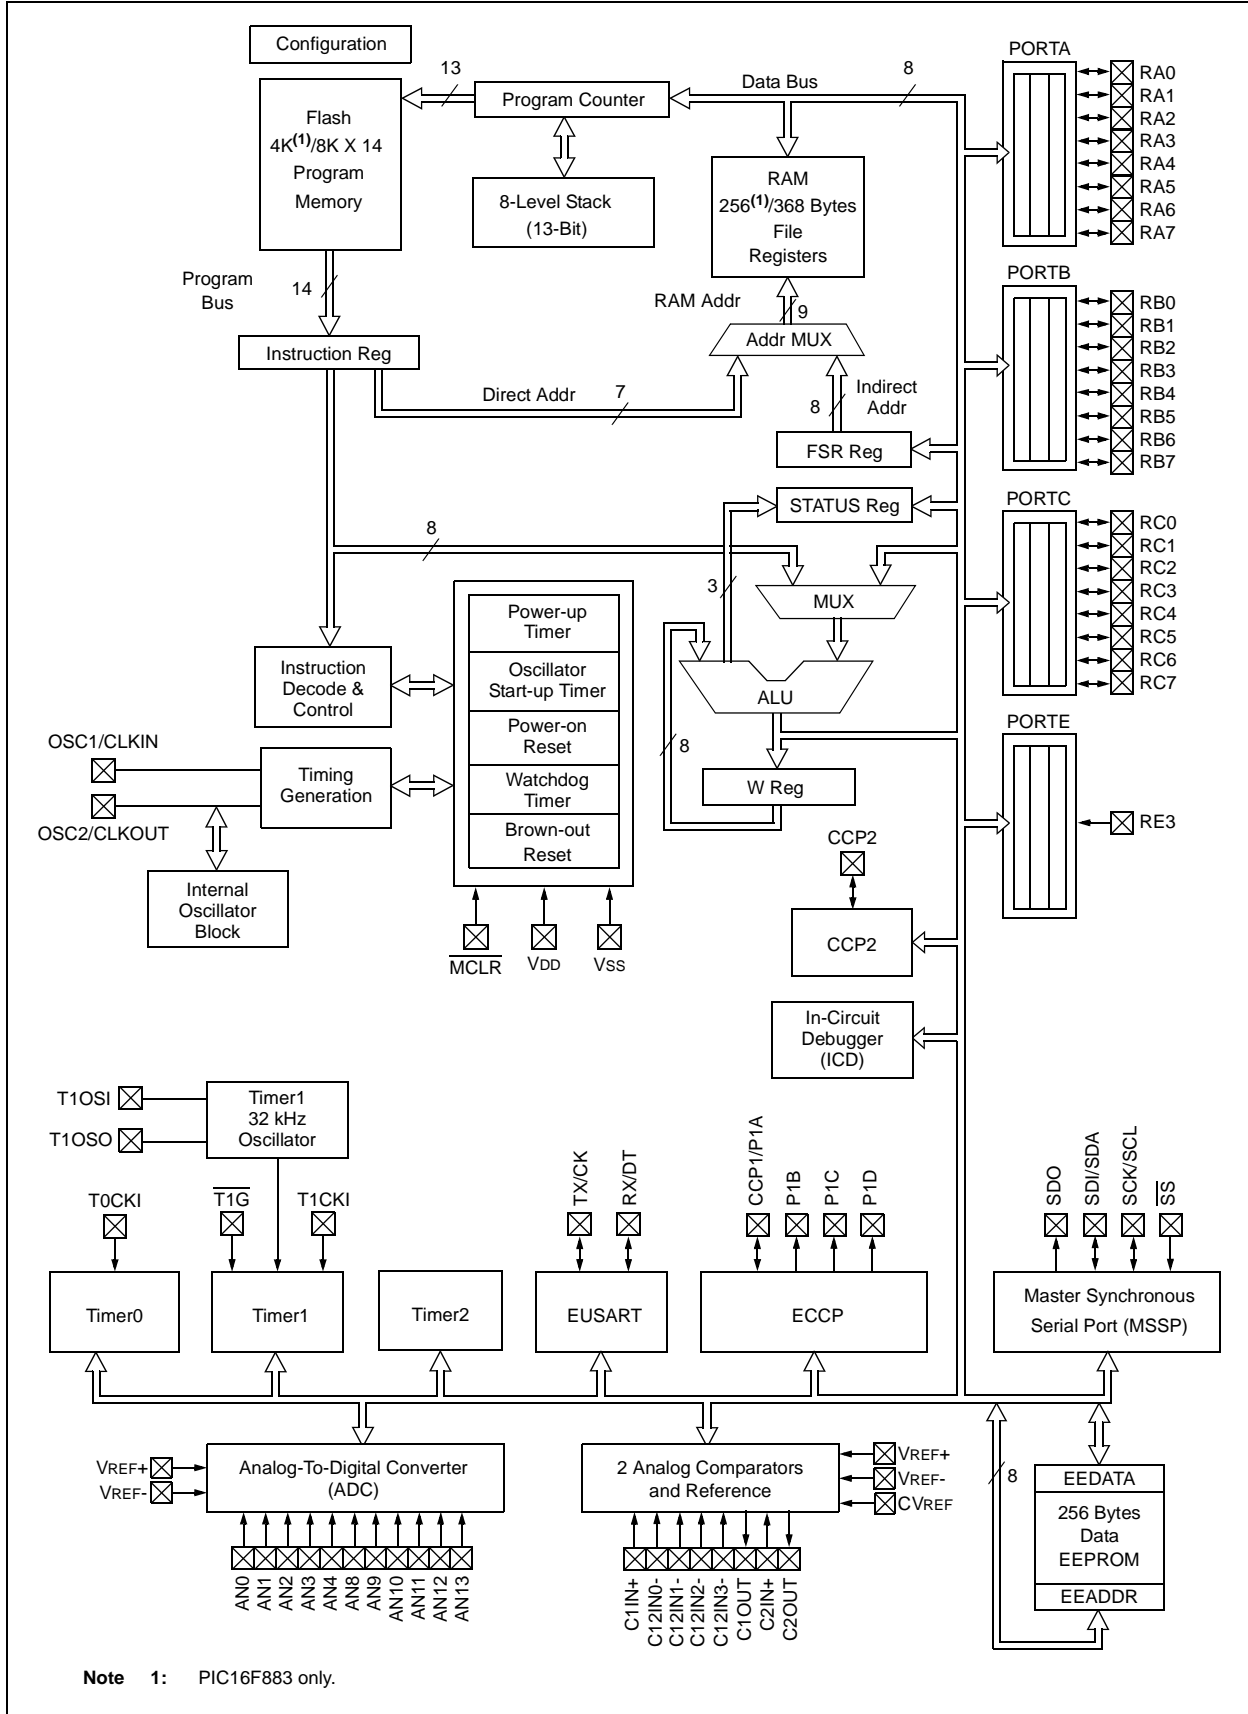 Configuration
13
Flash
4K(1)/8K X 14
Program
Memory
Program Counter
8-Level Stack
(13-Bit)
Data Bus
8
RAM
256(1)/368 Bytes
File
Registers
Program
Bus
14
RAM Addr
9
Addr MUX
Instruction Reg
Direct Addr
7
8
Indirect
Addr
FSR Reg
STATUS Reg
8
3
MUX
ALU
8
W Reg
Power-up
Timer
Oscillator
Start-up Timer
Power-on
Reset
Watchdog
Timer
Brown-out
Reset
Instruction
Decode &
Control
OSC1/CLKIN
OSC2/CLKOUT
Timing
Generation
Internal
Oscillator
Block
MCLR
VDD
VSS
CCP2
CCP2
In-Circuit
Debugger
(ICD)
PORTA
RA0
RA1
RA2
RA3
RA4
RA5
RA6
RA7
PORTB
RB0
RB1
RB2
RB3
RB4
RB5
RB6
RB7
PORTC
RC0
RC1
RC2
RC3
RC4
RC5
RC6
RC7
PORTE
RE3
T1OSI
T1OSO
Timer1
32 kHz
Oscillator
T0CKI
T1G
T1CKI
TX/CK
RX/DT
CCP1/P1A
P1B
P1C
P1D
SDO
SDI/SDA
SCK/SCL
SS
Timer0
Timer1
Timer2
EUSART
ECCP
Master Synchronous
Serial Port (MSSP)
VREF+
VREF-
Analog-To-Digital Converter
(ADC)
AN0
AN1
AN2
AN3
AN4
AN8
AN9
AN10
AN11
AN12
AN13
2 Analog Comparators
and Reference
VREF+
VREF-
CVREF
C1IN+
C12IN0-
C12IN1-
C12IN2-
C12IN3-
C1OUT
C2IN+
C2OUT
8
EEDATA
256 Bytes
Data
EEPROM
EEADDR
Note 1: PIC16F883 only.